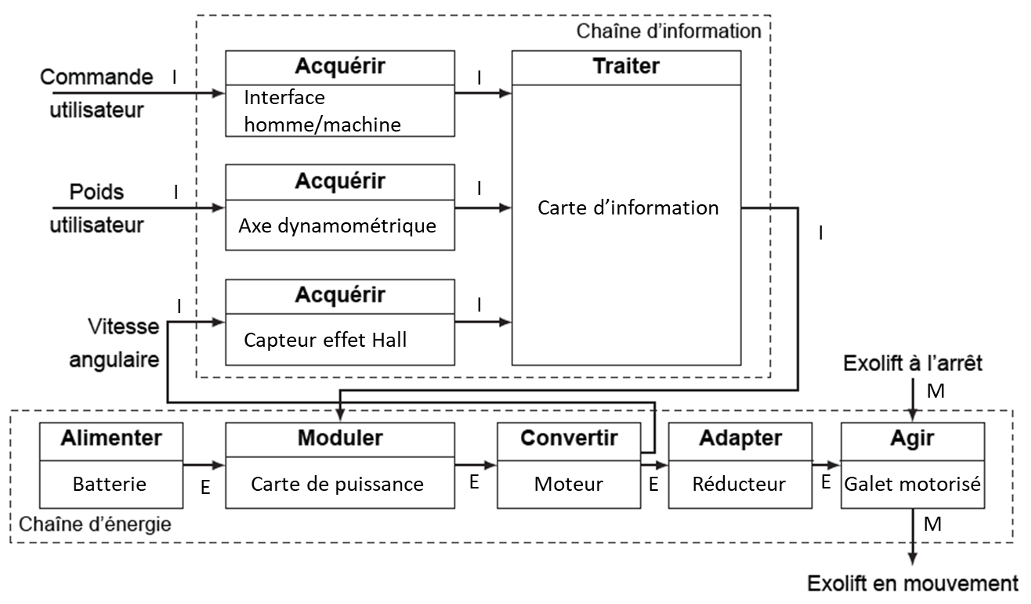 Chaîne d'information
Commande I
utilisateur
Acquérir
Interface
homme/machine
I
Traiter
Carte d'information
Poids I
utilisateur
Acquérir
Axe dynamométrique
I
I
Vitesse
angulaire
I
Acquérir
Capteur effet Hall
I
Exolift à l'arrêt
M
Alimenter
Batterie
E
Moduler
Carte de puissance
E
Convertir
Moteur
E
Adapter
Réducteur
E
Agir
Galet motorisé
Chaîne d'énergie
M
Exolift en mouvement